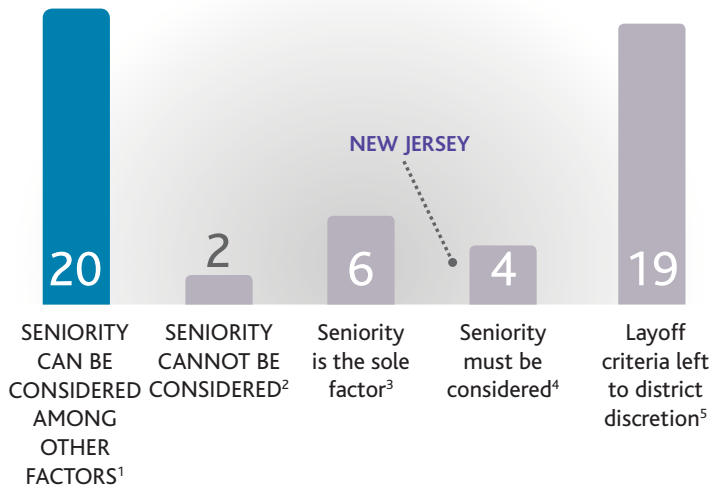 NEW JERSEY
20
2
6
4
19
SENIORITY
CAN BE
CONSIDERED
AMONG
OTHER
FACTORS¹
SENIORITY
CANNOT BE
CONSIDERED²
Seniority
is the sole
factor³
Seniority
must be
considered⁴
Layoff
criteria left
to district
discretion⁵